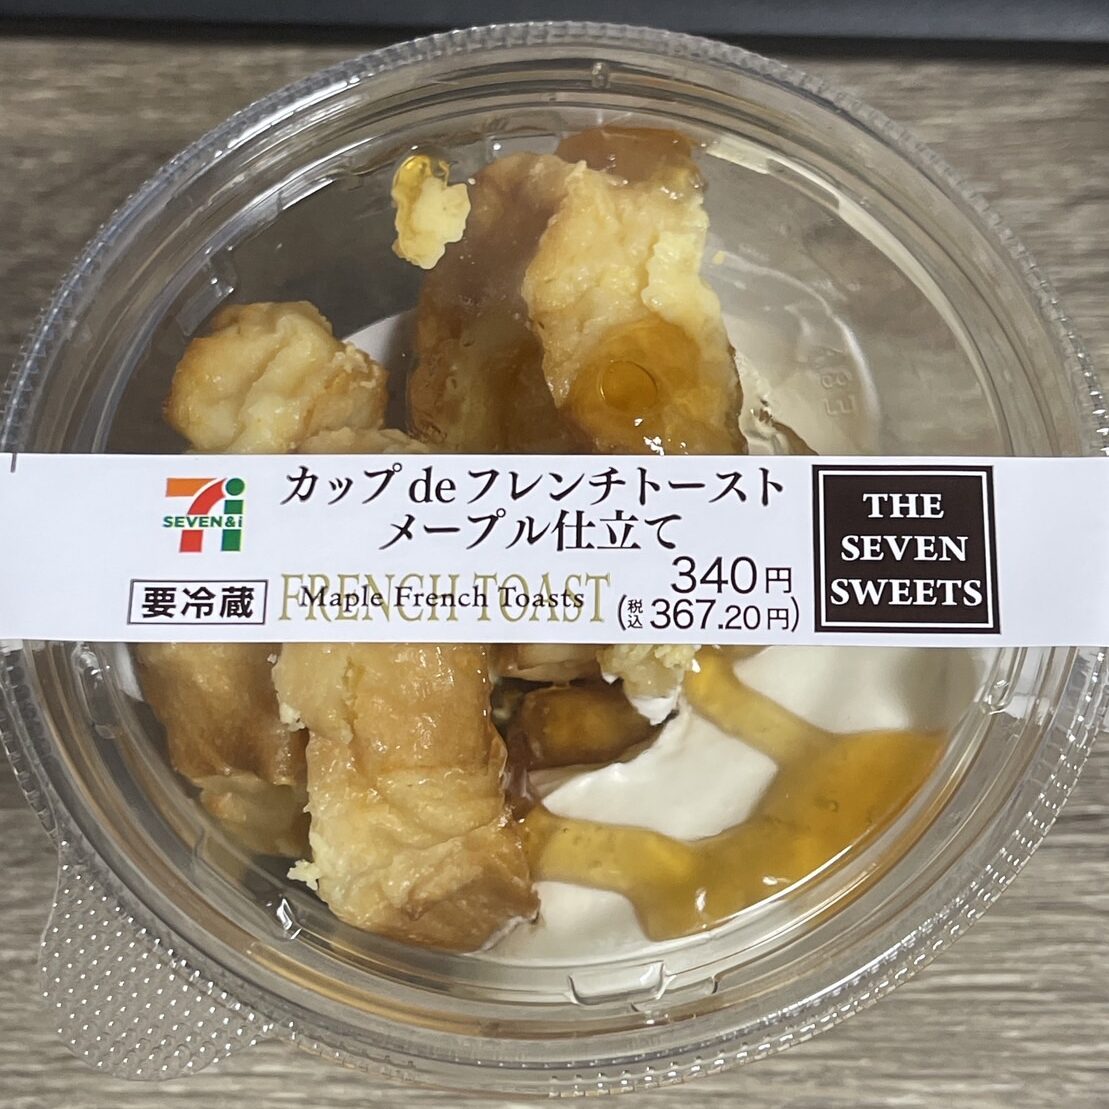 SEVEN&i
カップdeフレンチトースト
メープル仕立て
要冷蔵
FRENCH TOAST
Maple French Toasts
340円
(税込 367.20円)
THE
SEVEN
SWEETS
483